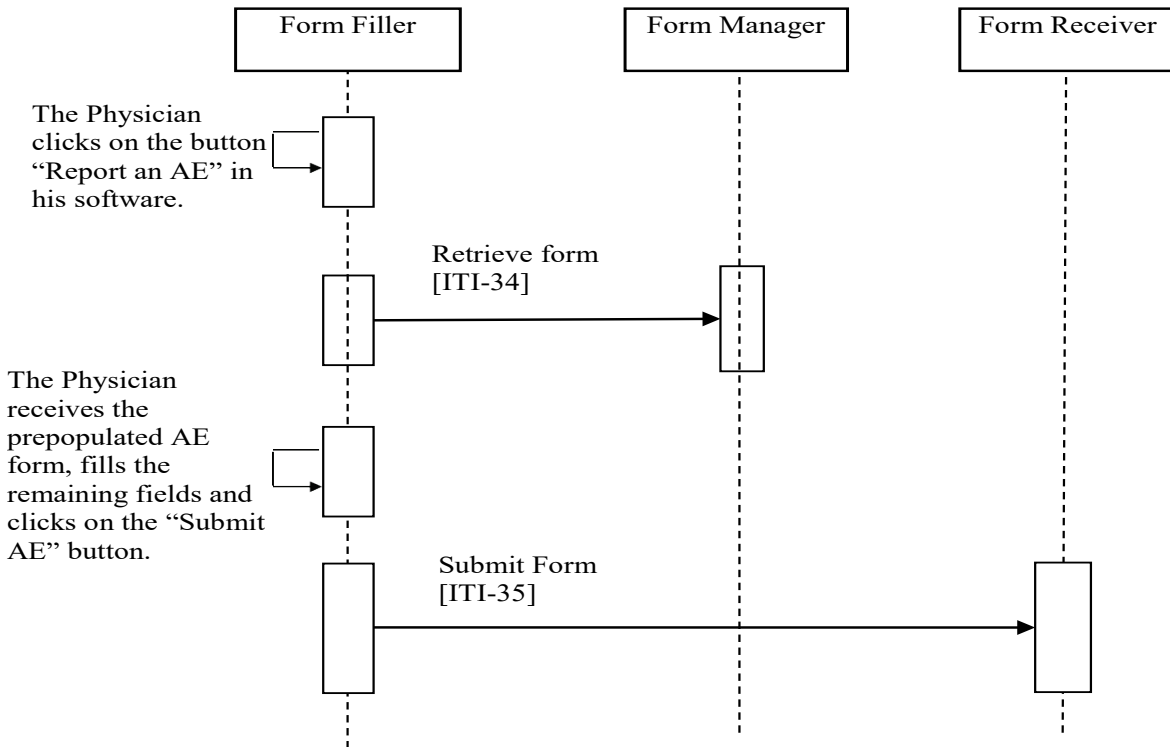 Form Filler
Form Manager
Form Receiver
The Physician
clicks on the button
“Report an AE” in
his software.
Retrieve form
[ITI-34]
The Physician
receives the
prepopulated AE
form, fills the
remaining fields and
clicks on the “Submit
AE” button.
Submit Form
[ITI-35]